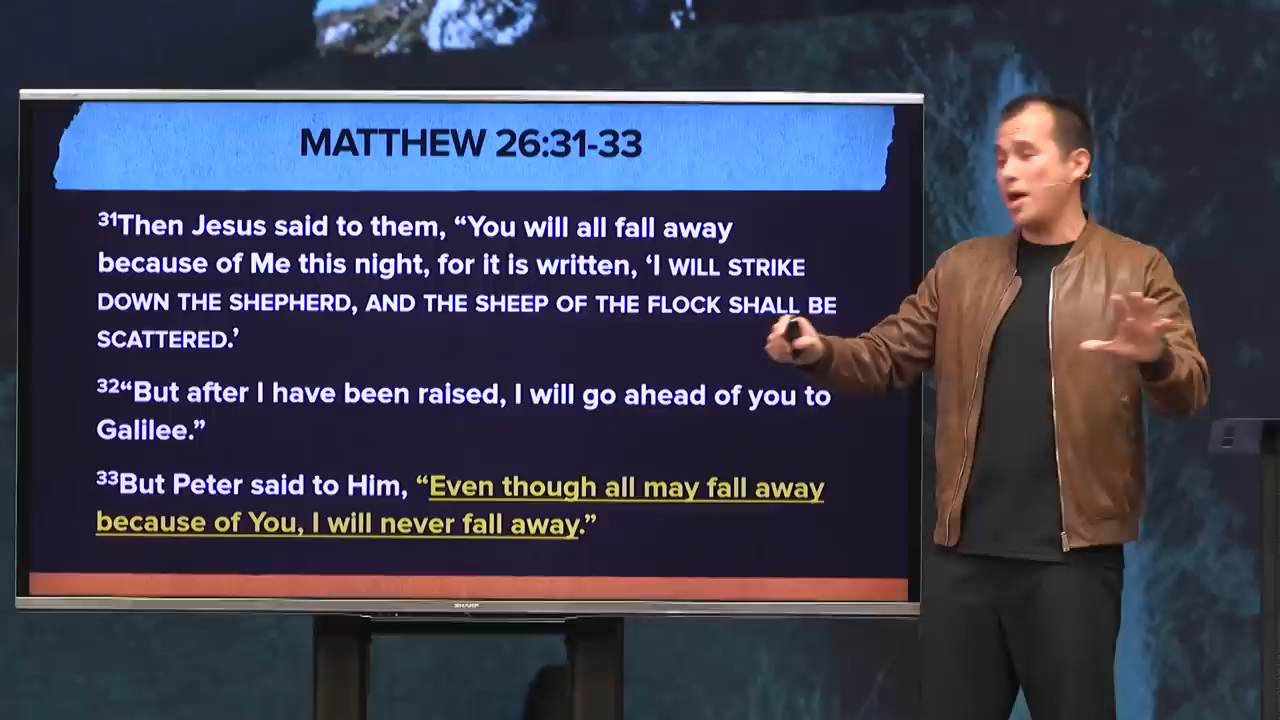 MATTHEW 26:31-33
31Then Jesus said to them, “You will all fall away
because of Me this night, for it is written, ‘I WILL STRIKE
DOWN THE SHEPHERD, AND THE SHEEP OF THE FLOCK SHALL BE
SCATTERED.’
32“But after I have been raised, I will go ahead of you to
Galilee.”
33But Peter said to Him, “Even though all may fall away
because of You, I will never fall away.”
SHARP